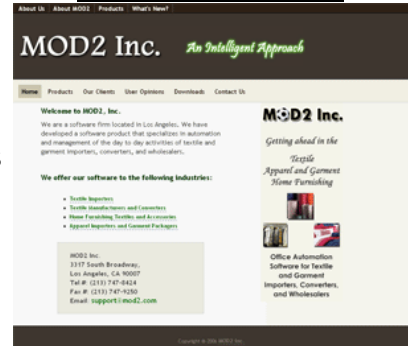 About Us About MOD2 Products What's New?
MOD2 Inc. An Intelligent Approach
Home Products Our Clients User Opinions Downloads Contact Us
Welcome to MOD2, Inc.
We are a software firm located in Los Angeles. We have
developed a software product that specializes in automation
and management of the day to day activities of textile and
garment importers, converters, and wholesalers.
We offer our software to the following industries:
Textile Importers
Textile Manufacturers and Converters
Home Furnishing Textiles and Accessories
Apparel Importers and Garment Packagers
MOD2 Inc.
3317 South Broadway,
Los Angeles, CA 90007
Tel #: (213) 747-8424
Fax #: (213) 747-9250
Email: support@mod2.com
MOD2 Inc.
Getting ahead in the
Textile
Apparel and Garment
Home Furnishing
Office Automation
Software for Textile
and Garment
Importers, Converters,
and Wholesalers
Copyright © 2006 MOD2 Inc.